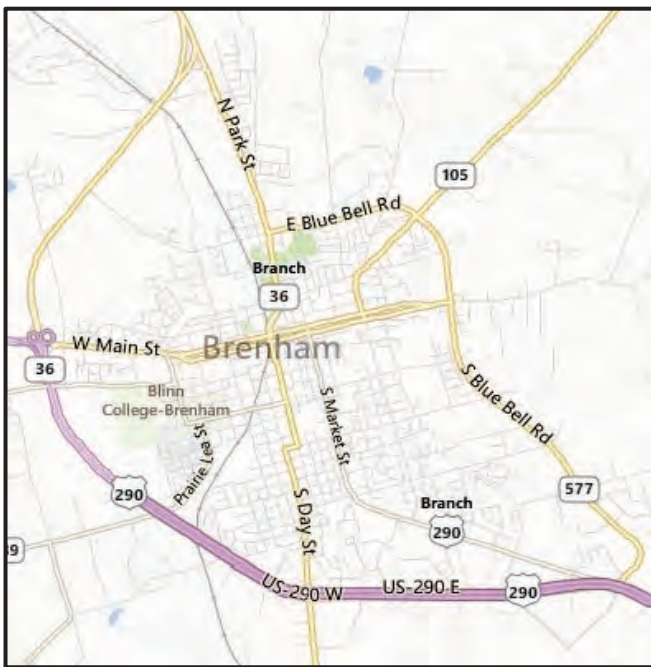 N Park St
105
E Blue Bell Rd
Branch
36
W Main St
Brenham
36
Blinn
College-Brenham
S Market St
S Blue Bell Rd
Prairie Lea St
290
577
Branch
290
S Day St
US-290 W
US-290 E
290